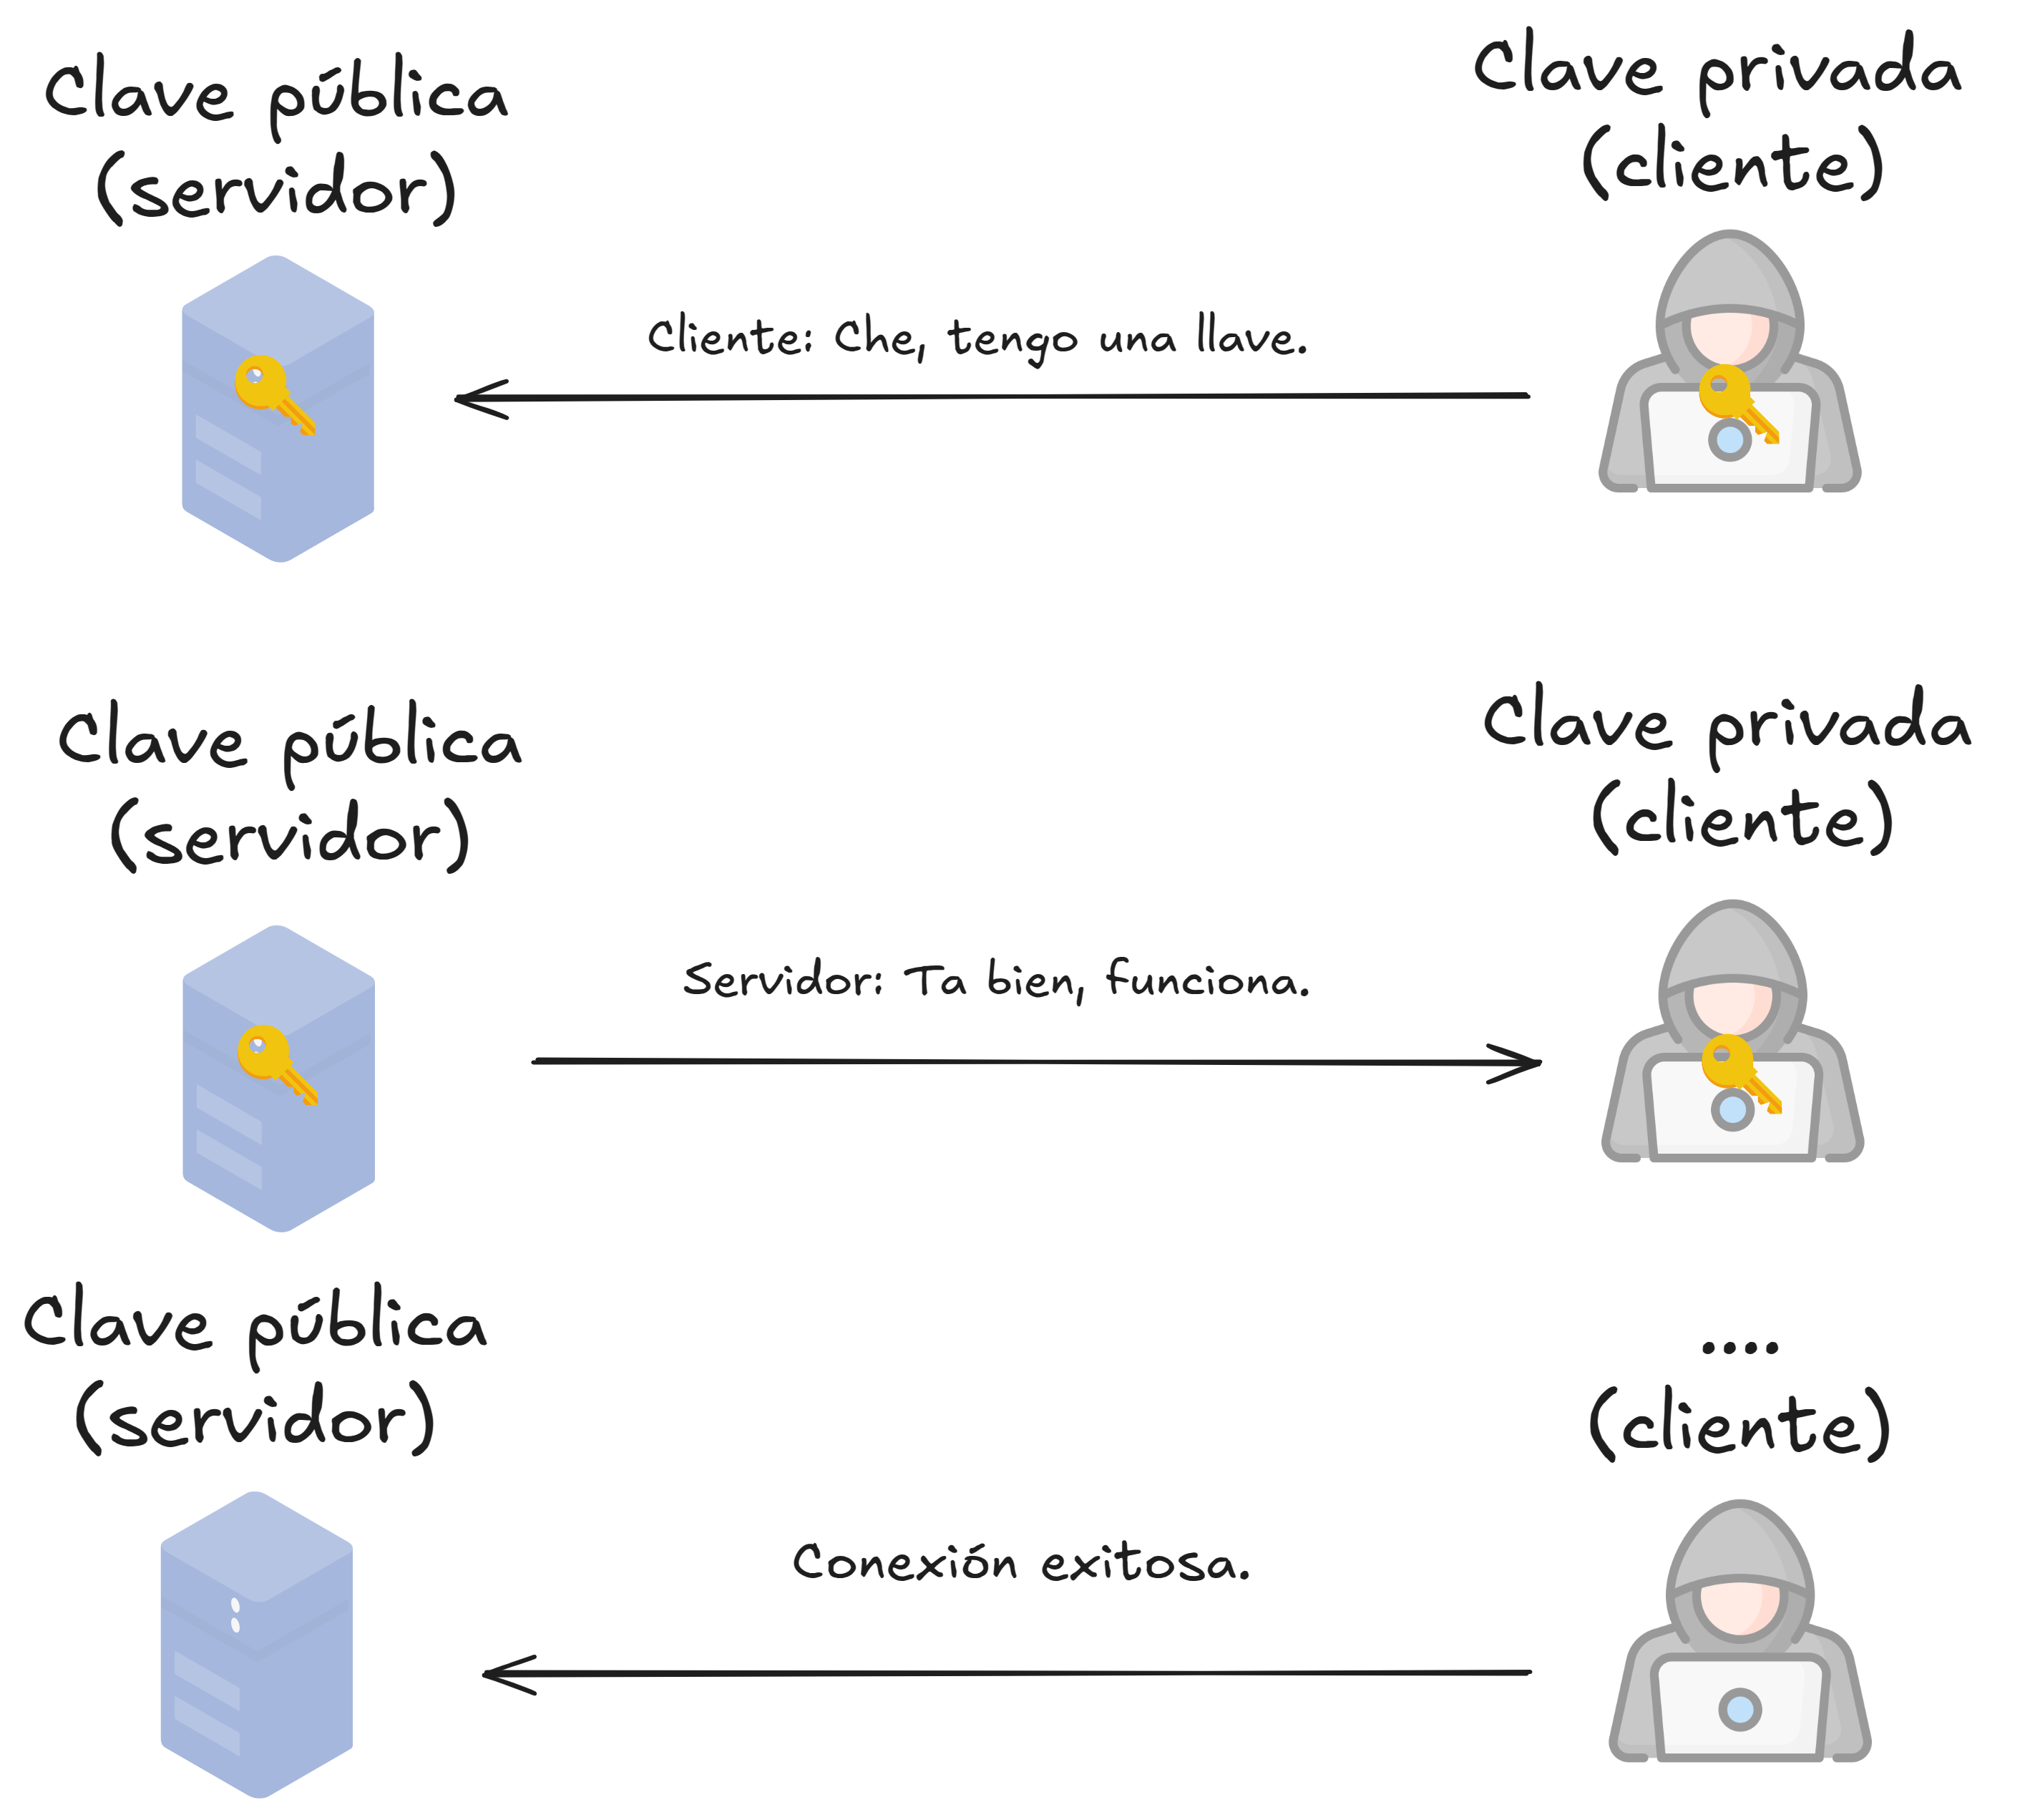 Clave pública
(servidor)
Clave privada
(cliente)
Cliente: Che, tengo una llave.
Clave pública
(servidor)
Clave privada
(cliente)
Servidor: Ta bien, funciona.
Clave pública
(servidor)
....
(cliente)
Conexión exitosa.